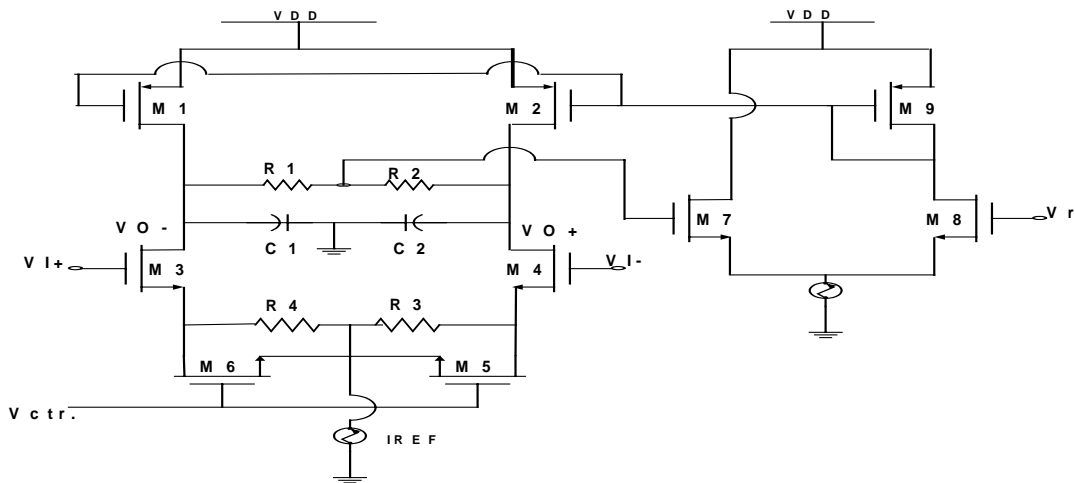 VDD
VDD
M1
M2
M9
R1
R2
VO-
C1
C2
VO+
M7
M8
Vr
VI+
M3
M4
VI-
R4
R3
M6
M5
Vctr.
IREF